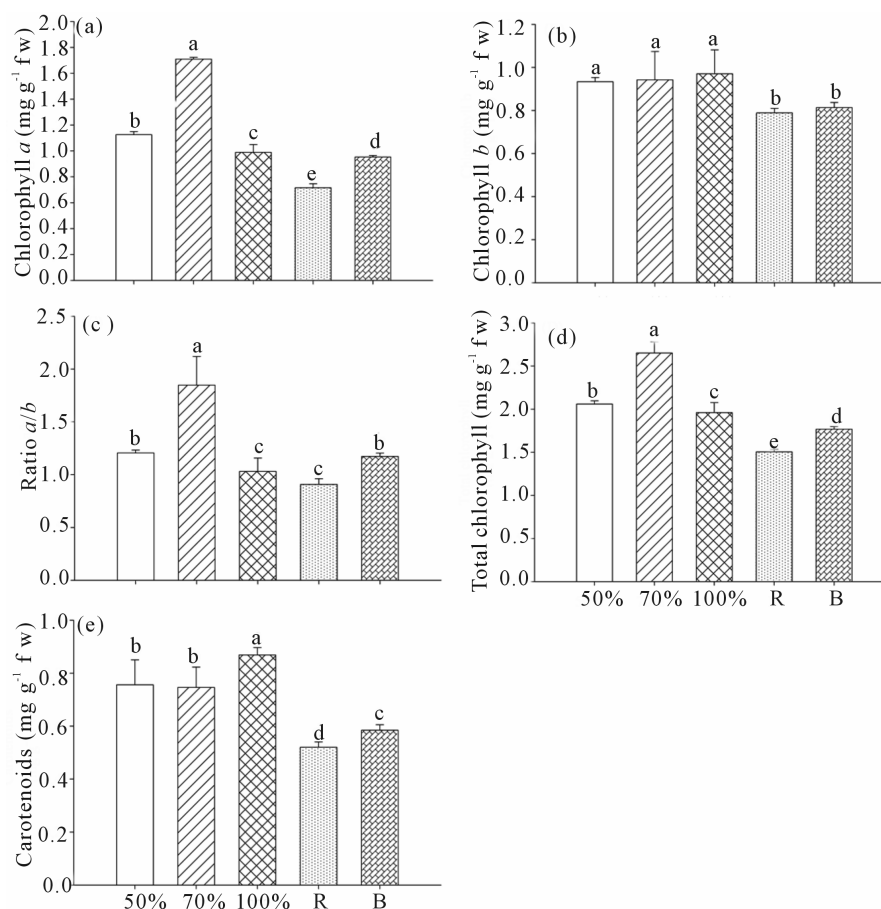 (a)
Chlorophyll a (mg g⁻¹ f w)
1.8
1.6
1.4
1.2
1.0
0.8
0.6
0.4
0.2
0.0
b
a
c
e
d
(b)
Chlorophyll b (mg g⁻¹ f w)
1.2
1.0
0.8
0.6
0.4
0.2
0.0
a
a
a
b
b
(c )
Ratio a/b
2.5
2.0
1.5
1.0
1.0
0.0
b
a
c
c
b
(d)
Total chlorophyll (mg g⁻¹ f w)
3.0
2.5
2.0
1.5
1.0
1.0
0.0
b
a
c
e
d
50% 70% 100% R B
(e)
Carotenoids (mg g⁻¹ f w)
1.0
0.8
0.6
0.4
0.2
0.0
b
b
a
d
c
50% 70% 100% R B